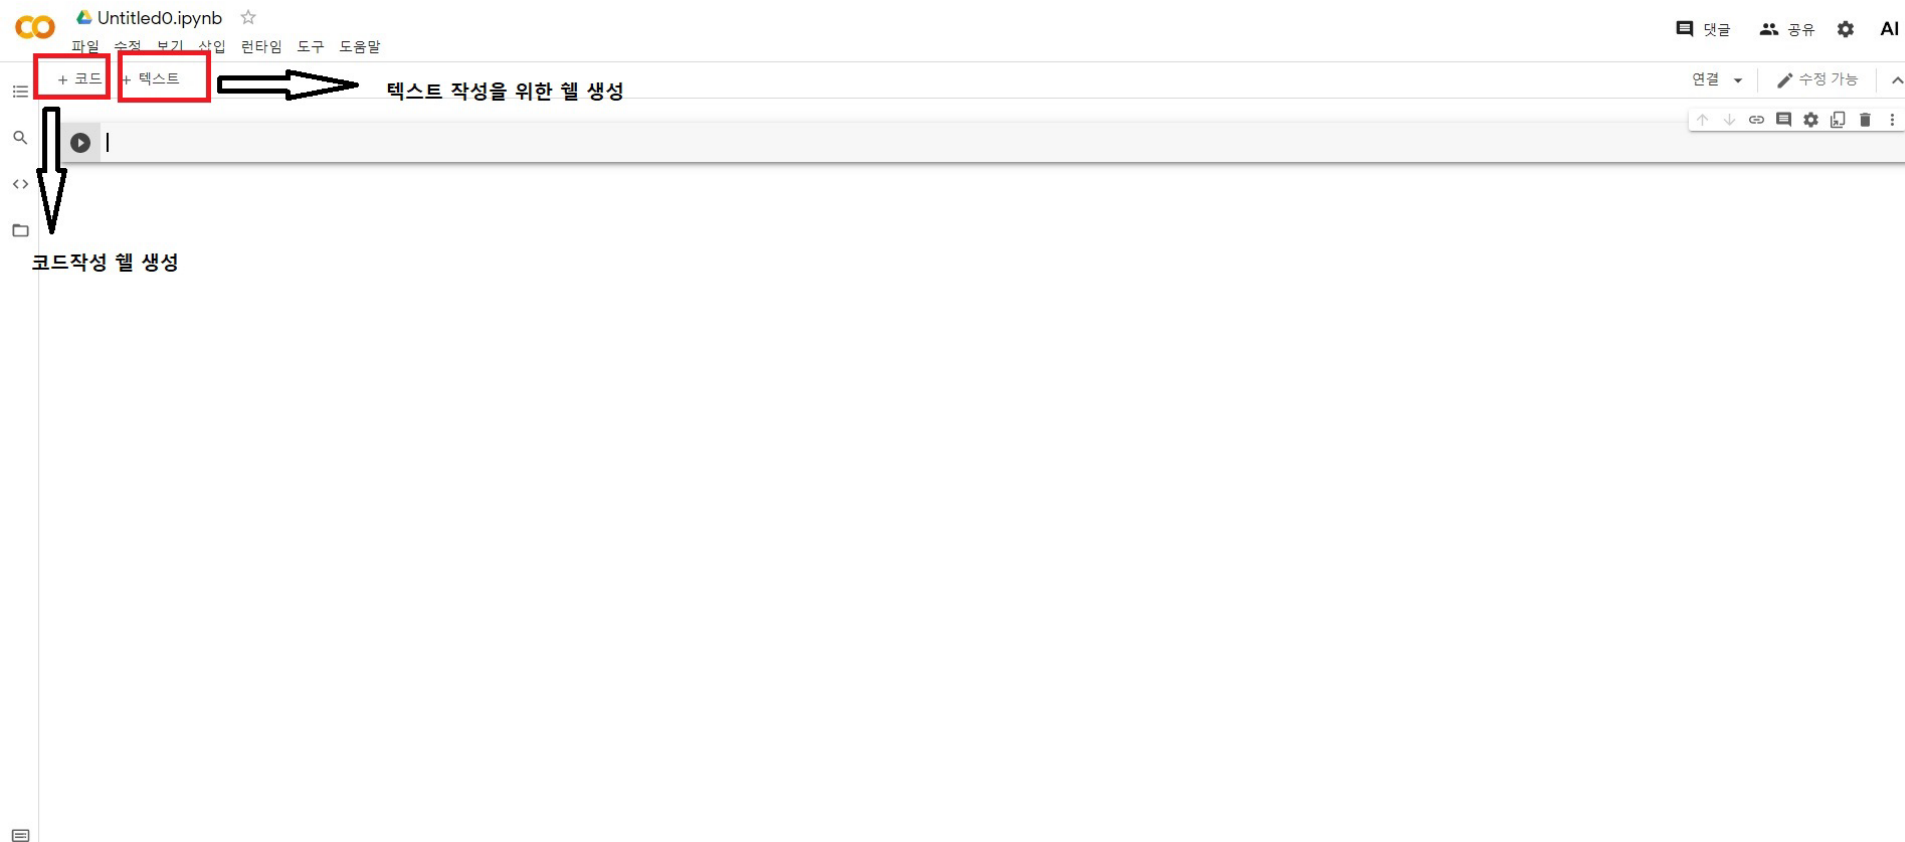 Untitled0.ipynb
파일 수정 보기 삽입 런타임 도구 도움말
댓글 공유 AI
+ 코드 + 텍스트
텍스트 작성을 위한 쉘 생성
연결 수정 가능
코드작성 쉘 생성